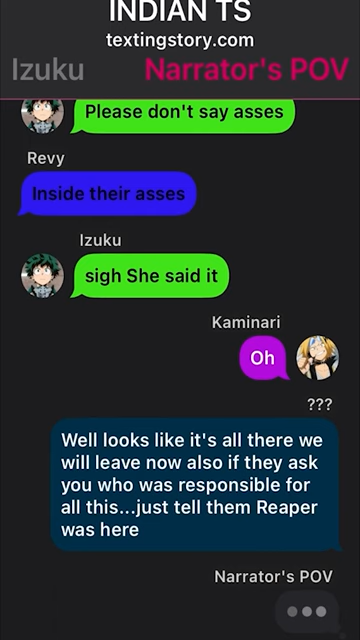 INDIAN TS
textingstory.com
Izuku Narrator's POV
Please don't say asses
Revy
Inside their asses
Izuku
sigh She said it
Kaminari
Oh
???
Well looks like it's all there we
will leave now also if they ask
you who was responsible for
all this...just tell them Reaper
was here
Narrator's POV